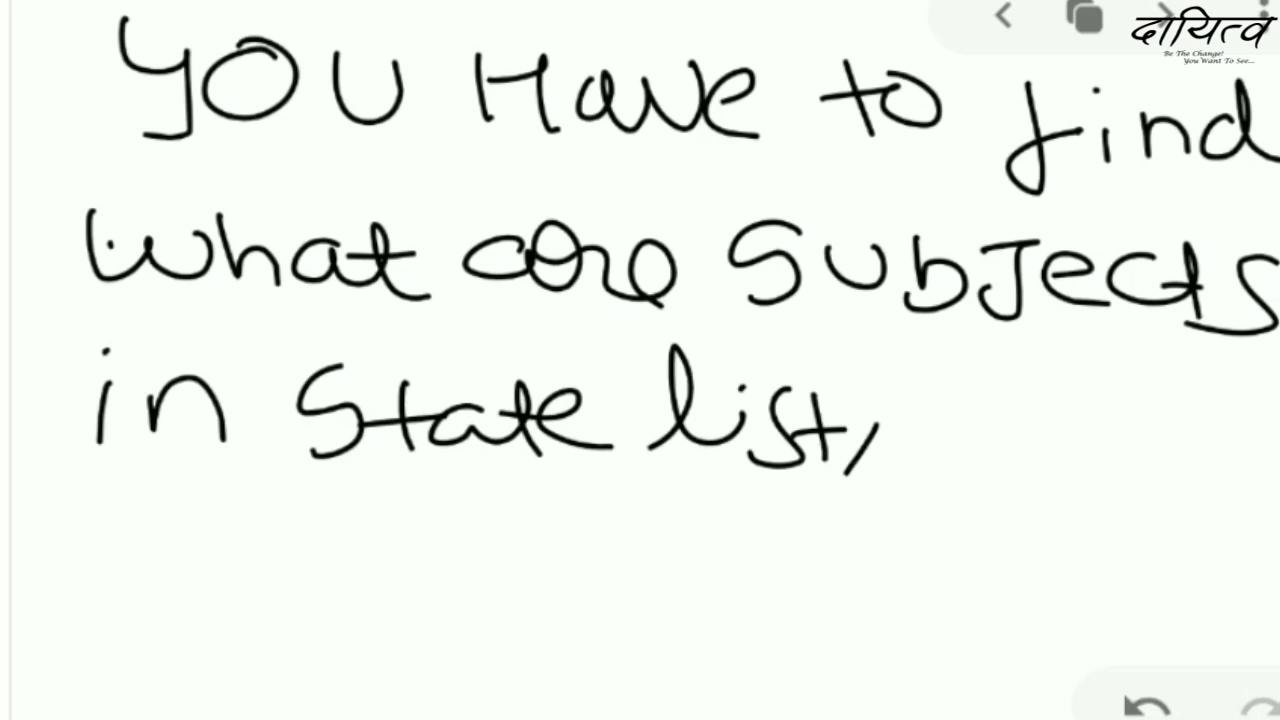 दायित्व
Be The Change!
You Want To See...
You Have to find
what are subjects
in State list,